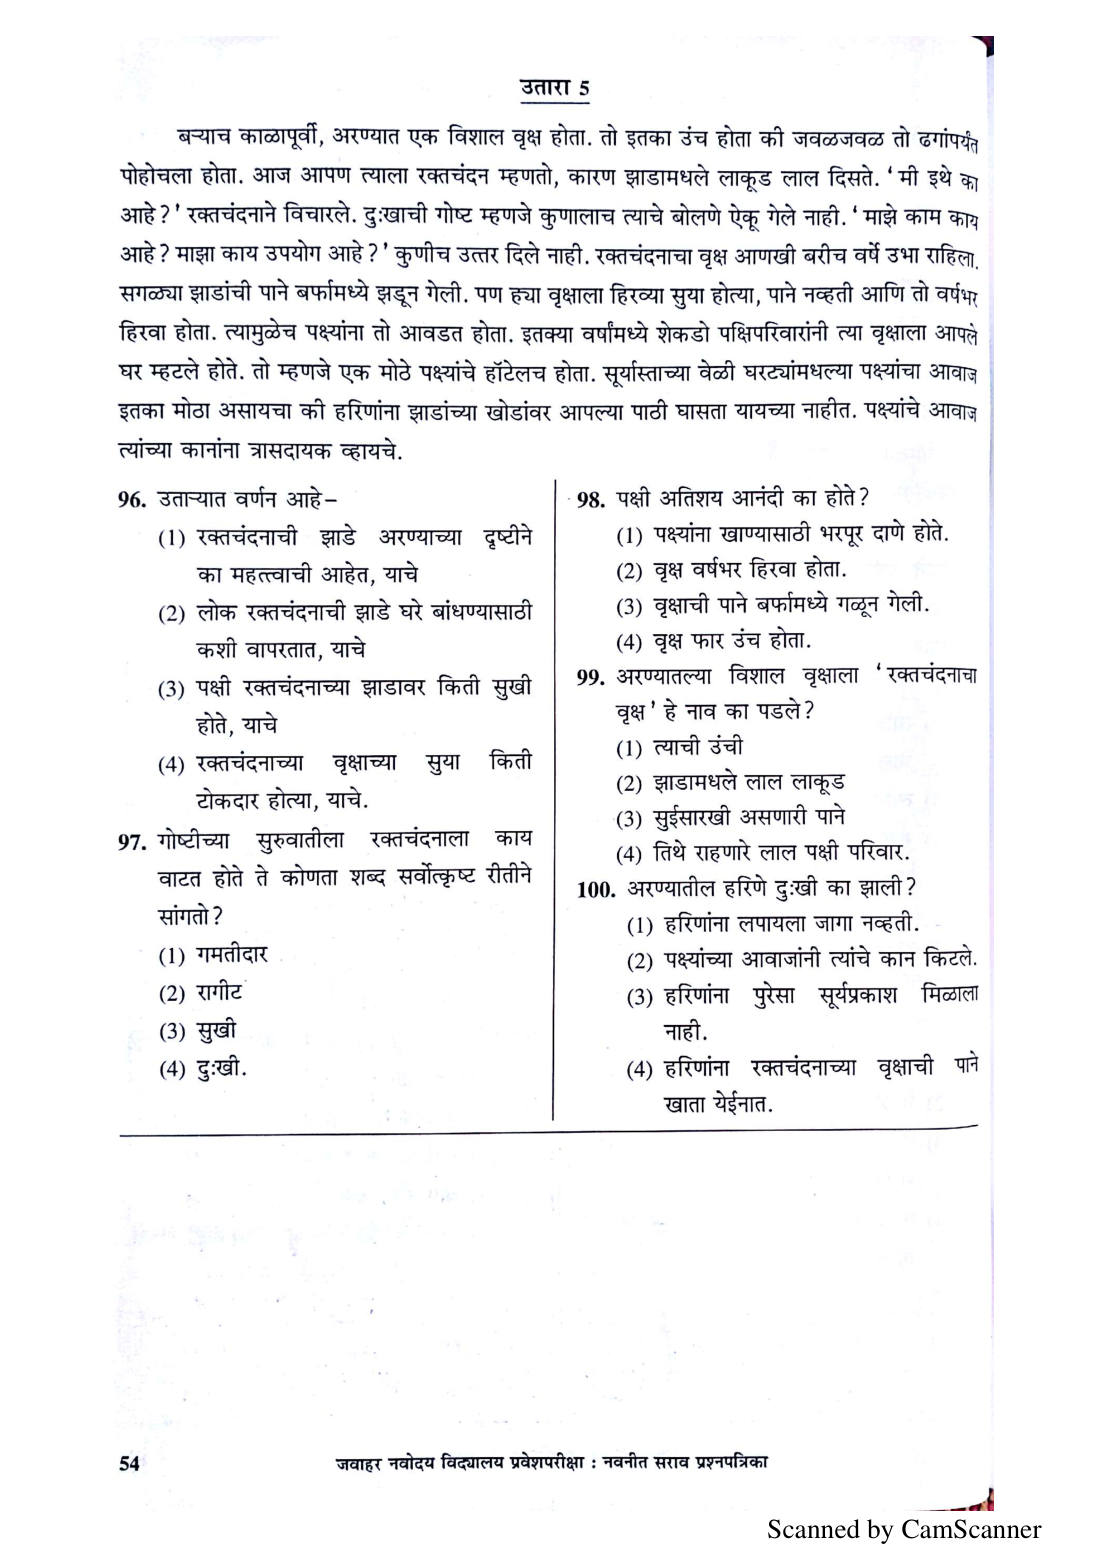 उतारा 5
बऱ्याच काळापूर्वी, अरण्यात एक विशाल वृक्ष होता. तो इतका उंच होता की जवळजवळ तो ढगांपर्यंत
पोहोचला होता. आज आपण त्याला रक्तचंदन म्हणतो, कारण झाडामधले लाकूड लाल दिसते. ‘ मी इथे का
आहे ? ’ रक्तचंदनाने विचारले. दुःखाची गोष्ट म्हणजे कुणालाच त्याचे बोलणे ऐकू गेले नाही. ‘ माझे काम काय
आहे ? माझा काय उपयोग आहे ? ’ कुणीच उत्तर दिले नाही. रक्तचंदनाचा वृक्ष आणखी बरीच वर्षे उभा राहिला.
सगळ्या झाडांची पाने बर्फामध्ये झडून गेली. पण ह्या वृक्षाला हिरव्या सुया होत्या, पाने नव्हती आणि तो वर्षभर
हिरवा होता. त्यामुळेच पक्ष्यांना तो आवडत होता. इतक्या वर्षांमध्ये शेकडो पक्षिपरिवारांनी त्या वृक्षाला आपले
घर म्हटले होते. तो म्हणजे एक मोठे पक्ष्यांचे हॉटेलच होता. सूर्यास्ताच्या वेळी घरट्यांमधल्या पक्ष्यांचा आवाज
इतका मोठा असायचा की हरिणांना झाडांच्या खोडांवर आपल्या पाठी घासता यायच्या नाहीत. पक्ष्यांचे आवाज
त्यांच्या कानांना त्रासदायक व्हायचे.
96. उताऱ्यात वर्णन आहे–
(1) रक्तचंदनाची झाडे अरण्याच्या दृष्टीने
का महत्त्वाची आहेत, याचे
(2) लोक रक्तचंदनाची झाडे घरे बांधण्यासाठी
कशी वापरतात, याचे
(3) पक्षी रक्तचंदनाच्या झाडावर किती सुखी
होते, याचे
(4) रक्तचंदनाच्या वृक्षाच्या सुया किती
टोकदार होत्या, याचे.
97. गोष्टीच्या सुरुवातीला रक्तचंदनाला काय
वाटत होते ते कोणता शब्द सर्वोत्कृष्ट रीतीने
सांगतो ?
(1) गमतीदार
(2) रागीट
(3) सुखी
(4) दुःखी.
98. पक्षी अतिशय आनंदी का होते ?
(1) पक्ष्यांना खाण्यासाठी भरपूर दाणे होते.
(2) वृक्ष वर्षभर हिरवा होता.
(3) वृक्षाची पाने बर्फामध्ये गळून गेली.
(4) वृक्ष फार उंच होता.
99. अरण्यातल्या विशाल वृक्षाला ‘ रक्तचंदनाचा
वृक्ष ’ हे नाव का पडले ?
(1) त्याची उंची
(2) झाडामधले लाल लाकूड
(3) सुईसारखी असणारी पाने
(4) तिथे राहणारे लाल पक्षी परिवार.
100. अरण्यातील हरिणे दुःखी का झाली ?
(1) हरिणांना लपायला जागा नव्हती.
(2) पक्ष्यांच्या आवाजांनी त्यांचे कान किटले.
(3) हरिणांना पुरेसा सूर्यप्रकाश मिळाला
नाही.
(4) हरिणांना रक्तचंदनाच्या वृक्षाची पाने
खाता येईनात.
54
जवाहर नवोदय विद्यालय प्रवेशपरीक्षा : नवनीत सराव प्रश्नपत्रिका
Scanned by CamScanner